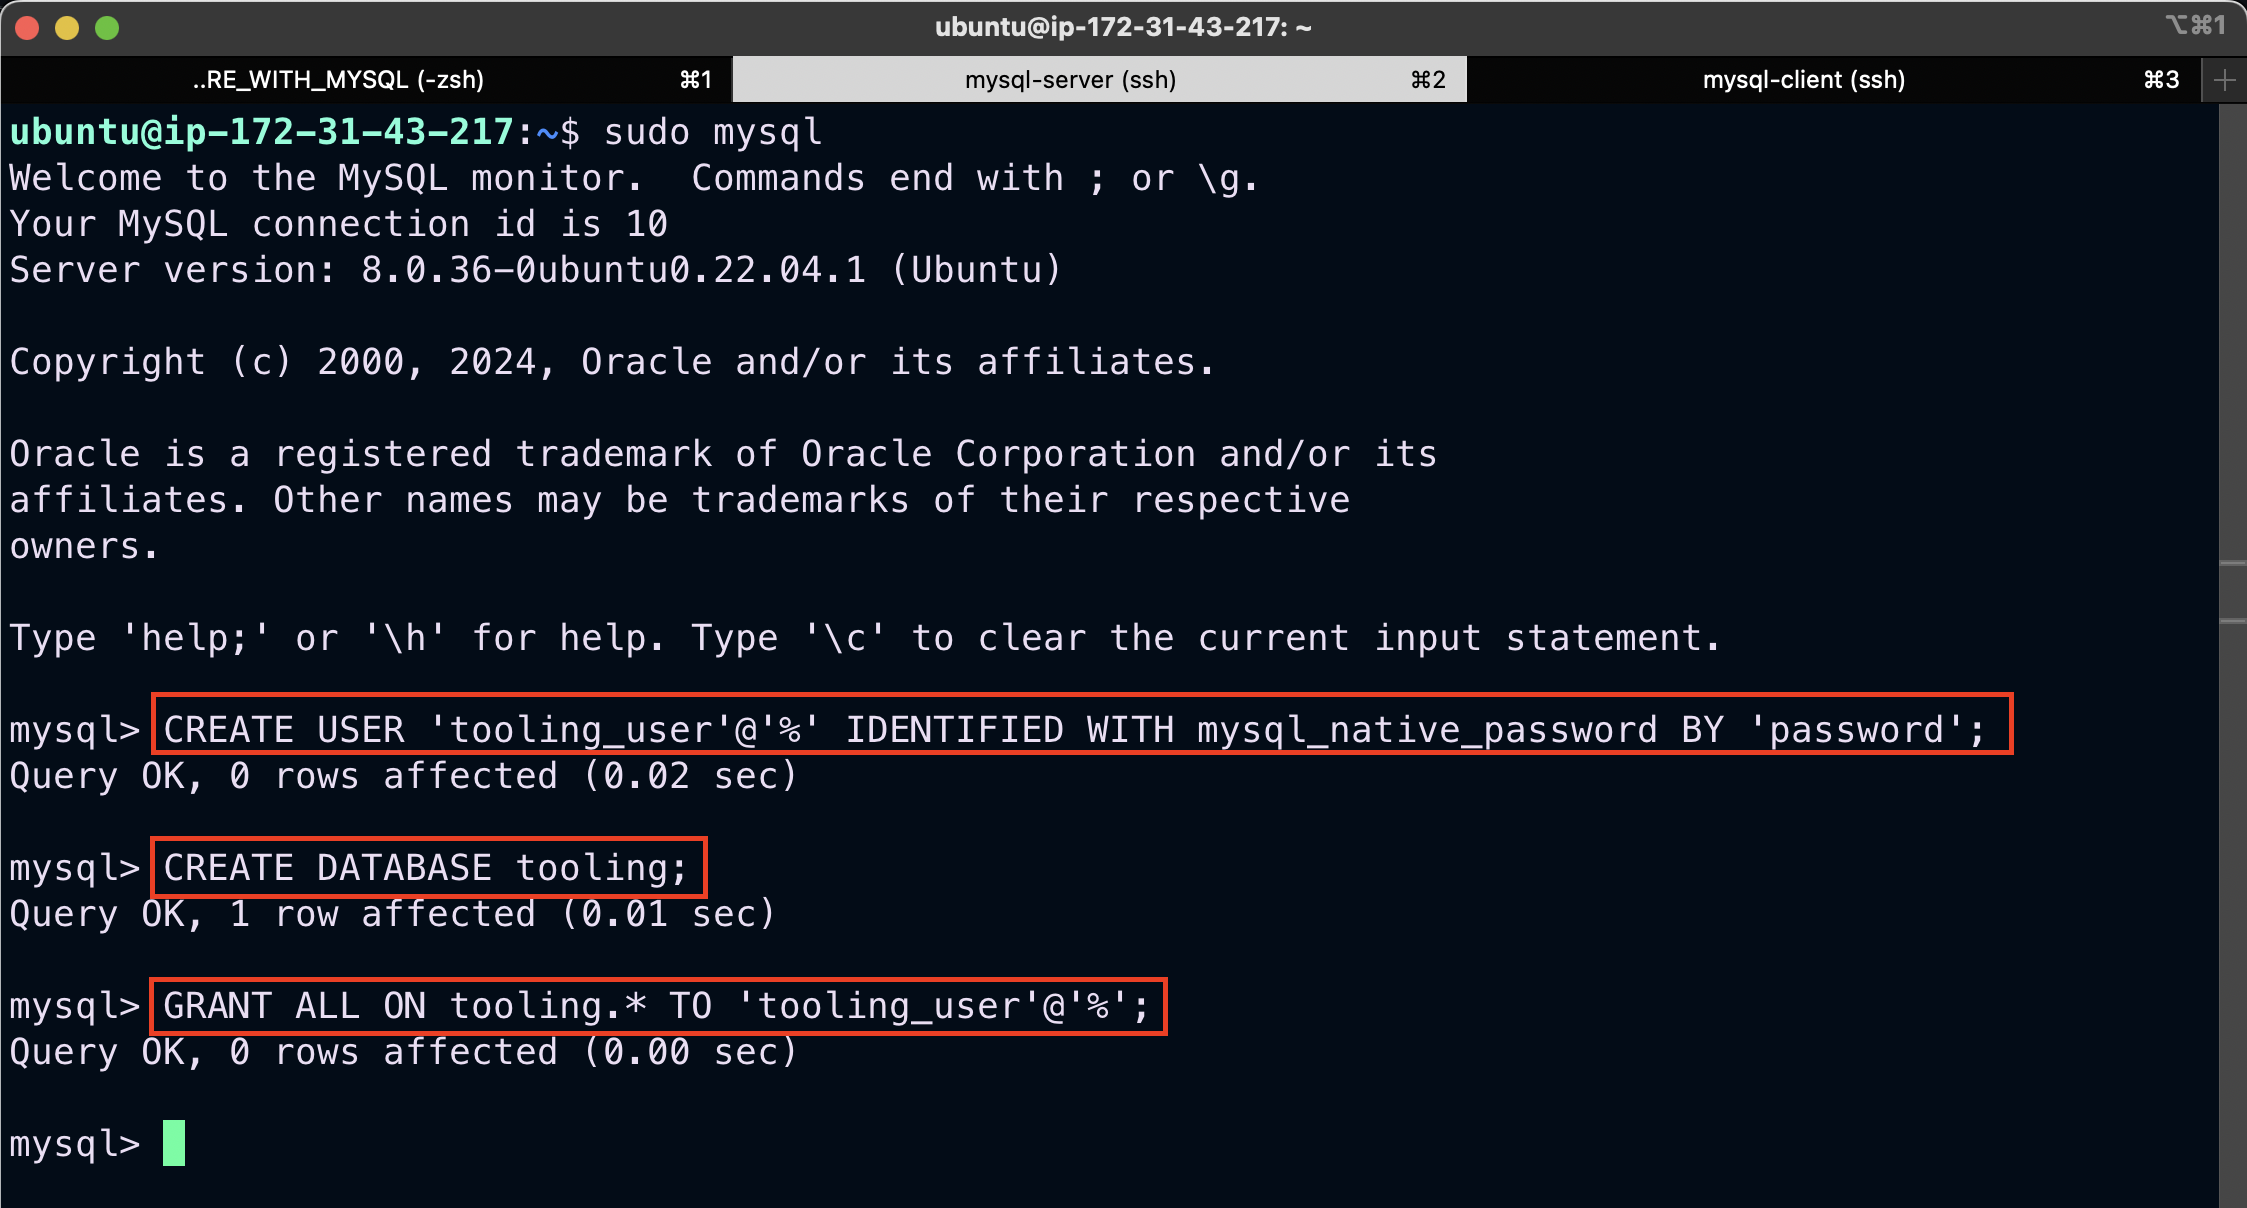 ubuntu@ip-172-31-43-217: ~
⌥⌘1
..RE_WITH_MYSQL (-zsh) ⌘1 mysql-server (ssh) ⌘2 mysql-client (ssh) ⌘3 +
ubuntu@ip-172-31-43-217:~$ sudo mysql
Welcome to the MySQL monitor.  Commands end with ; or \g.
Your MySQL connection id is 10
Server version: 8.0.36-0ubuntu0.22.04.1 (Ubuntu)
Copyright (c) 2000, 2024, Oracle and/or its affiliates.
Oracle is a registered trademark of Oracle Corporation and/or its
affiliates. Other names may be trademarks of their respective
owners.
Type 'help;' or '\h' for help. Type '\c' to clear the current input statement.
mysql> CREATE USER 'tooling_user'@'%' IDENTIFIED WITH mysql_native_password BY 'password';
Query OK, 0 rows affected (0.02 sec)
mysql> CREATE DATABASE tooling;
Query OK, 1 row affected (0.01 sec)
mysql> GRANT ALL ON tooling.* TO 'tooling_user'@'%';
Query OK, 0 rows affected (0.00 sec)
mysql>